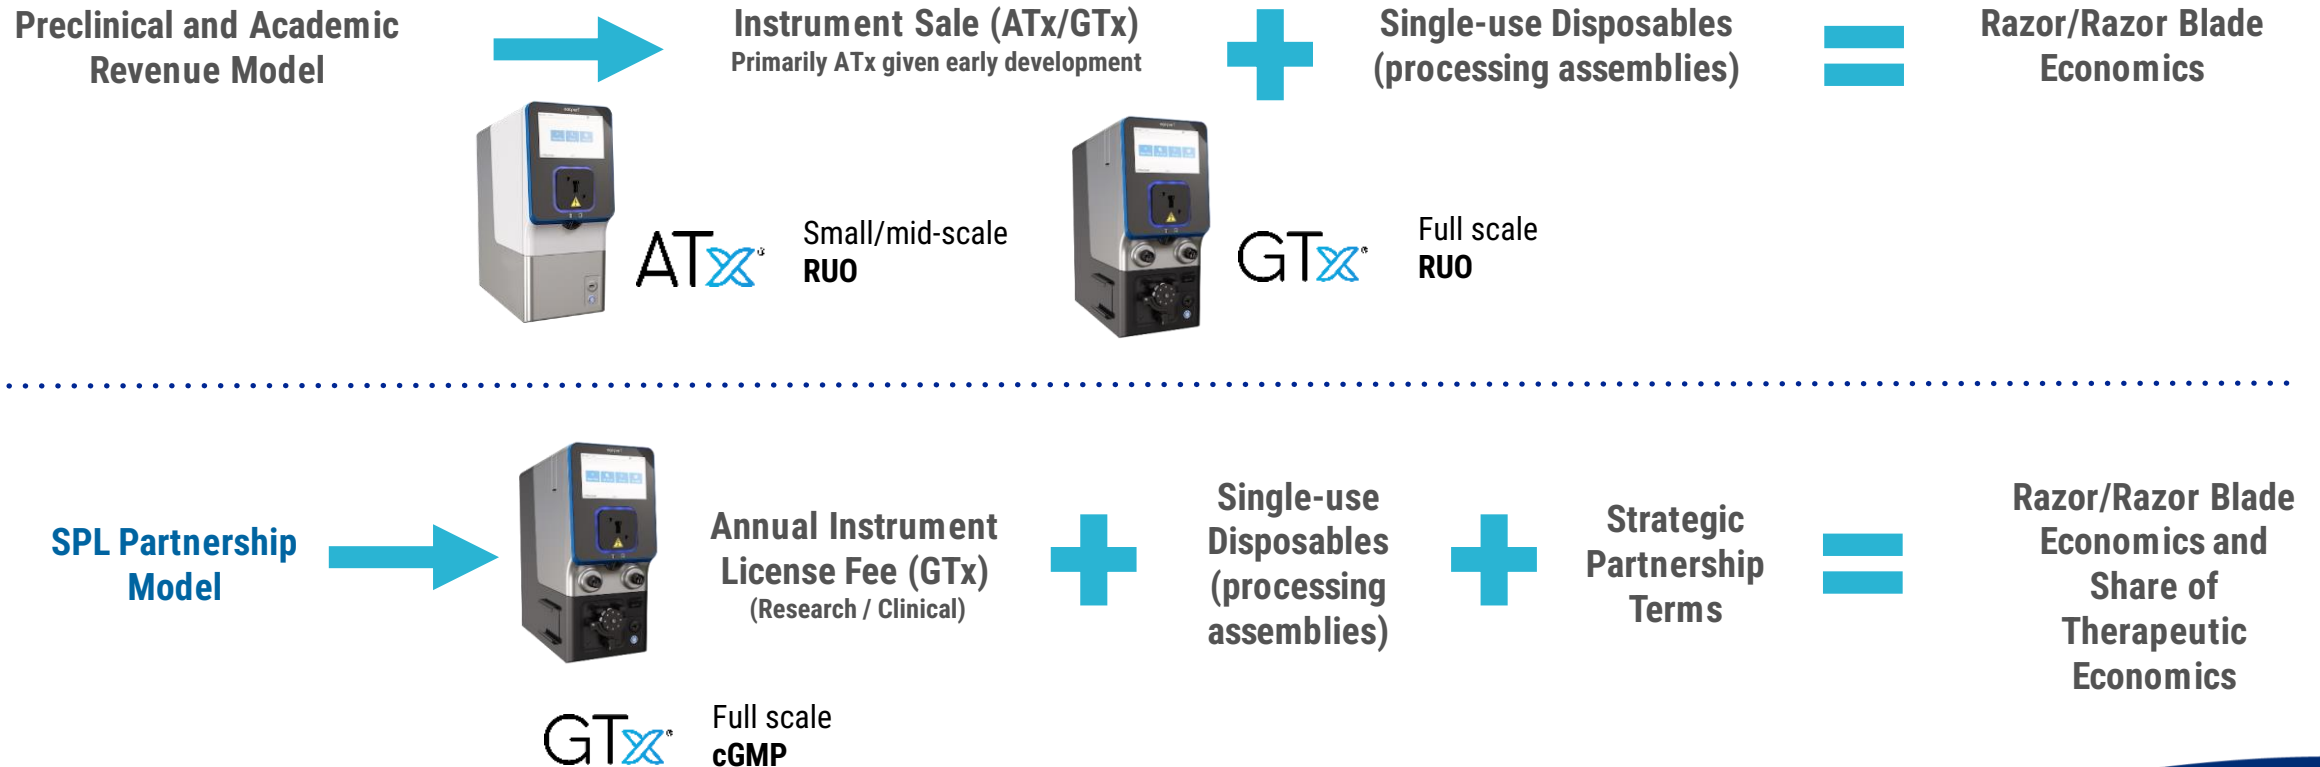 Preclinical and Academic
Revenue Model
Instrument Sale (ATx/GTx)
Primarily ATx given early development
Single-use Disposables
(processing assemblies)
Razor/Razor Blade
Economics
ATx
Small/mid-scale
RUO
GTx
Full scale
RUO
SPL Partnership
Model
Annual Instrument
License Fee (GTx)
(Research / Clinical)
Single-use
Disposables
(processing
assemblies)
Strategic
Partnership
Terms
Razor/Razor Blade
Economics and
Share of
Therapeutic
Economics
GTx
Full scale
cGMP